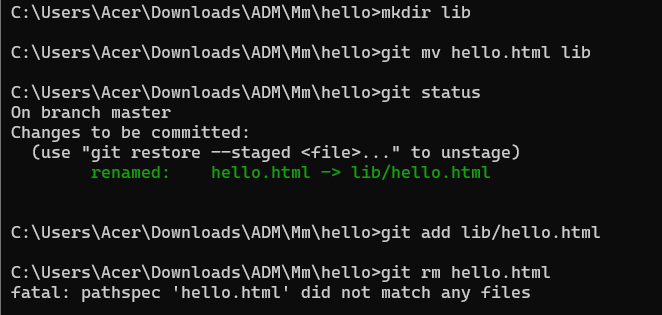 C:\Users\Acer\Downloads\ADM\Mm\hello>mkdir lib
C:\Users\Acer\Downloads\ADM\Mm\hello>git mv hello.html lib
C:\Users\Acer\Downloads\ADM\Mm\hello>git status
On branch master
Changes to be committed:
  (use "git restore --staged <file>..." to unstage)
        renamed:    hello.html -> lib/hello.html
C:\Users\Acer\Downloads\ADM\Mm\hello>git add lib/hello.html
C:\Users\Acer\Downloads\ADM\Mm\hello>git rm hello.html
fatal: pathspec 'hello.html' did not match any files